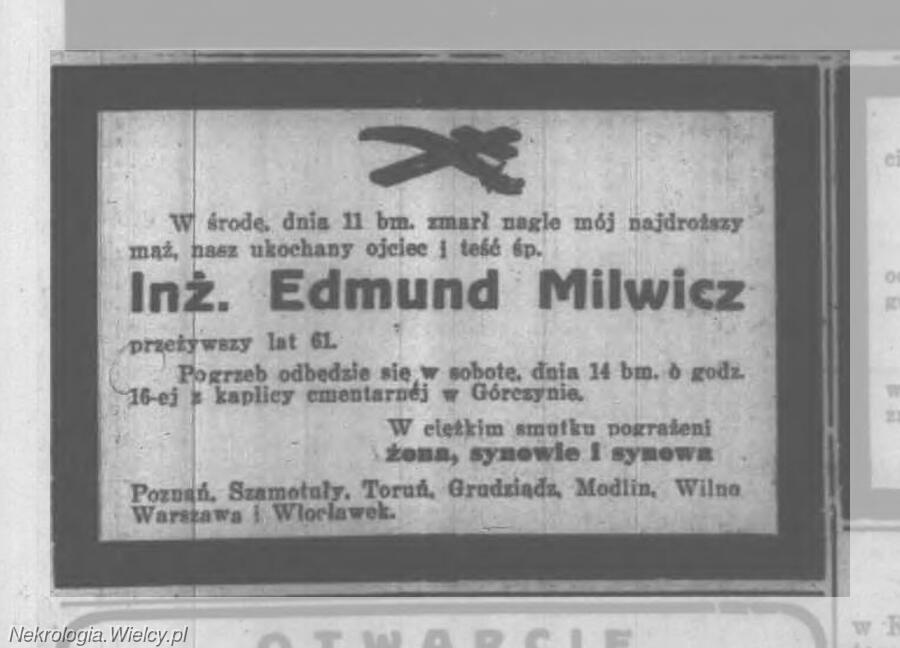 W środę, dnia 11 bm. zmarł nagle mój najdroższy
mąż, nasz ukochany ojciec i teść śp.
Inż. Edmund Milwicz
przeżywszy lat 61.
Pogrzeb odbędzie się w sobotę, dnia 14 bm. o godz.
16-ej z kaplicy cmentarnej w Górczynie.
W ciężkim smutku pogrążeni
żona, synowie i synowa
Poznań, Szamotuły, Toruń, Grudziądz, Modlin, Wilno
Warszawa i Włocławek.
OTWARCIE
Nekrologia.Wielcy.pl